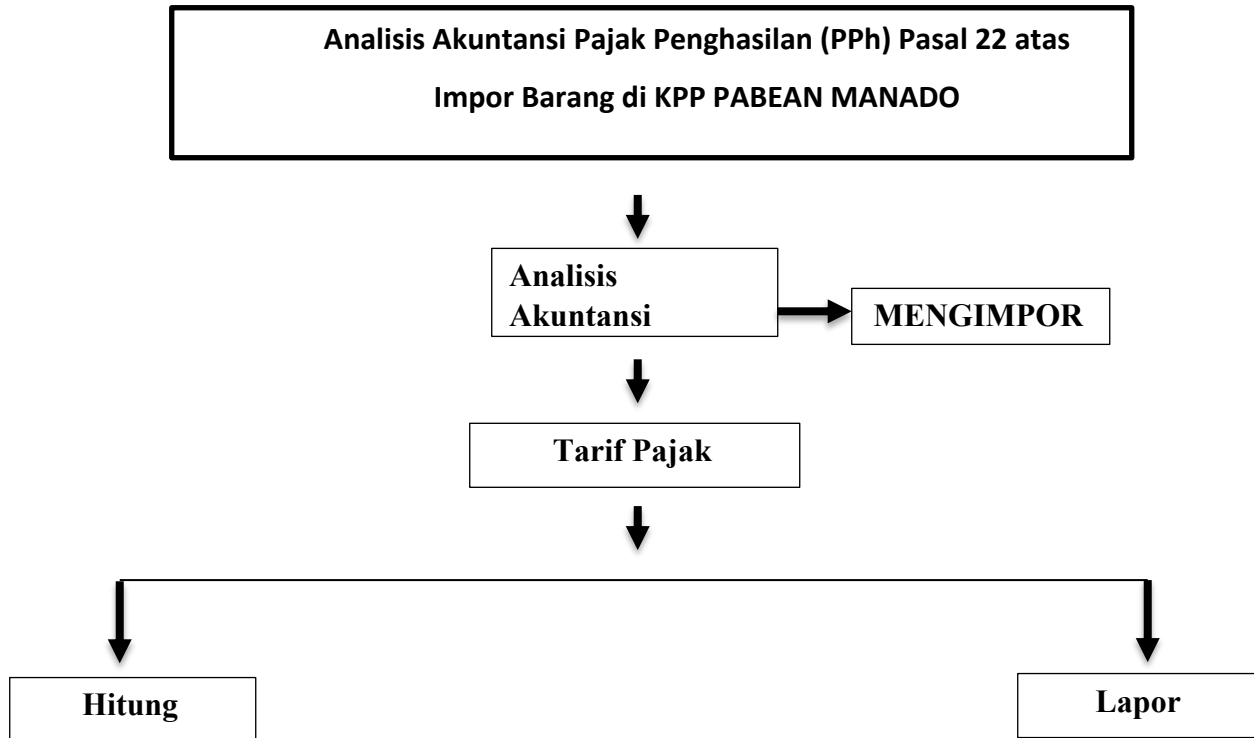 Analisis Akuntansi Pajak Penghasilan (PPh) Pasal 22 atas
Impor Barang di KPP PABEAN MANADO
Analisis
Akuntansi
MENGIMPOR
Tarif Pajak
Hitung
Lapor